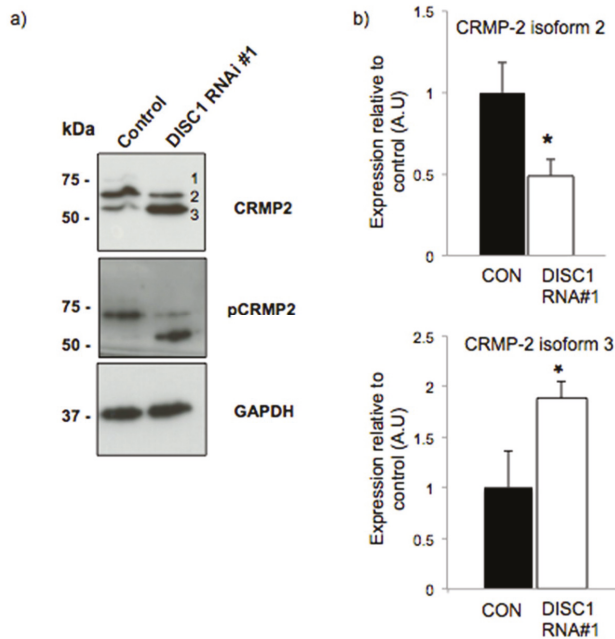 a)
kDa
Control
DISC1 RNAi #1
75 -
50 -
1
2
3
CRMP2
75 -
50 -
pCRMP2
37 -
GAPDH
b)
CRMP-2 isoform 2
Expression relative to
control (A.U)
1.5
1
0.5
0
*
CON
DISC1
RNA#1
CRMP-2 isoform 3
Expression relative to
control (A.U)
2.5
2
1.5
1
0.5
0
*
CON
DISC1
RNA#1